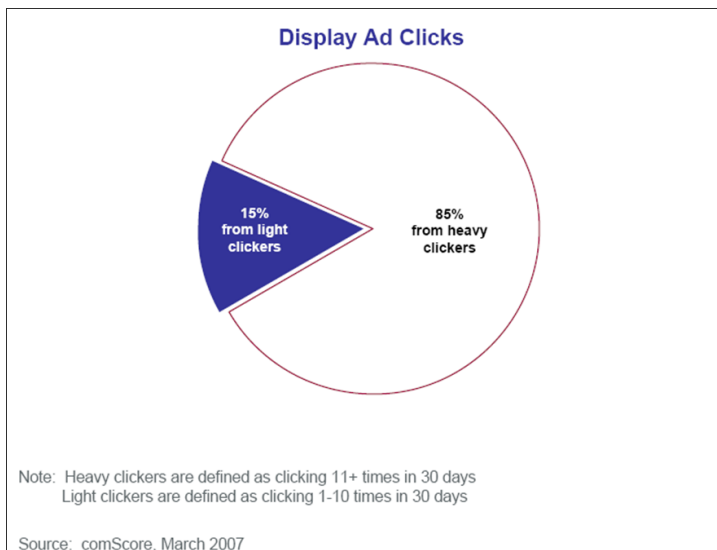 Display Ad Clicks
15%
from light
clickers
85%
from heavy
clickers
Note:  Heavy clickers are defined as clicking 11+ times in 30 days
Light clickers are defined as clicking 1-10 times in 30 days
Source:  comScore, March 2007